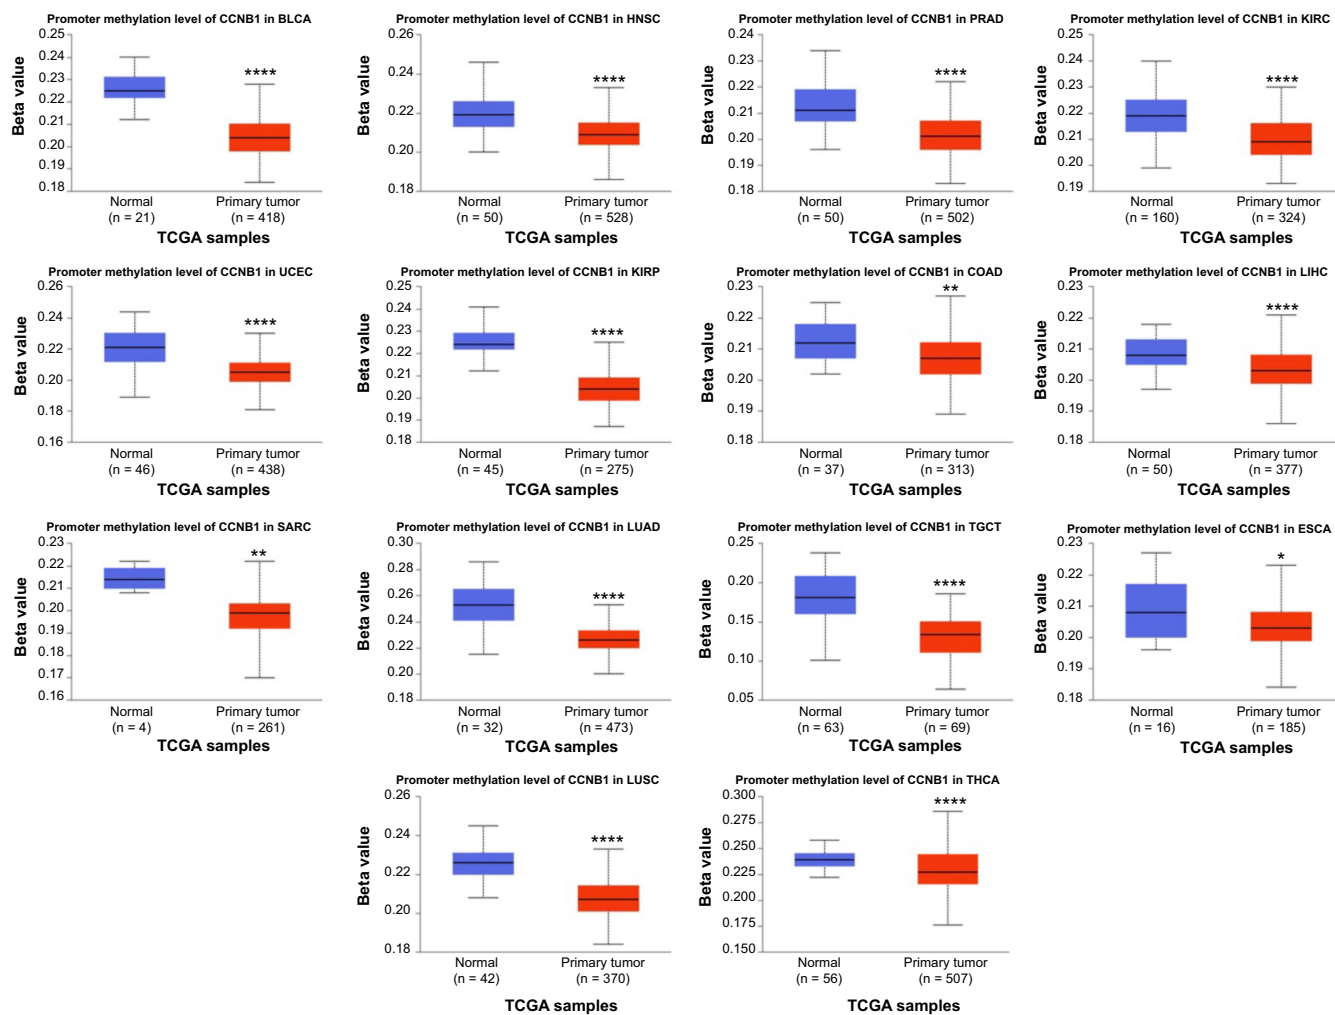 Promoter methylation level of CCNB1 in BLCA
Beta value
0.25
0.24
0.23
0.22
0.21
0.20
0.19
0.18
****
Normal
(n = 21)
Primary tumor
(n = 418)
TCGA samples
Promoter methylation level of CCNB1 in HNSC
Beta value
0.26
0.24
0.22
0.20
0.18
****
Normal
(n = 50)
Primary tumor
(n = 528)
TCGA samples
Promoter methylation level of CCNB1 in PRAD
Beta value
0.24
0.23
0.22
0.21
0.20
0.19
0.18
****
Normal
(n = 50)
Primary tumor
(n = 502)
TCGA samples
Promoter methylation level of CCNB1 in KIRC
Beta value
0.25
0.24
0.23
0.22
0.21
0.20
0.19
****
Normal
(n = 160)
Primary tumor
(n = 324)
TCGA samples
Promoter methylation level of CCNB1 in UCEC
Beta value
0.26
0.24
0.22
0.20
0.18
0.16
****
Normal
(n = 46)
Primary tumor
(n = 438)
TCGA samples
Promoter methylation level of CCNB1 in KIRP
Beta value
0.25
0.24
0.23
0.22
0.21
0.20
0.19
0.18
****
Normal
(n = 45)
Primary tumor
(n = 275)
TCGA samples
Promoter methylation level of CCNB1 in COAD
Beta value
0.23
0.22
0.21
0.20
0.19
0.18
**
Normal
(n = 37)
Primary tumor
(n = 313)
TCGA samples
Promoter methylation level of CCNB1 in LIHC
Beta value
0.23
0.22
0.21
0.20
0.19
0.18
****
Normal
(n = 50)
Primary tumor
(n = 377)
TCGA samples
Promoter methylation level of CCNB1 in SARC
Beta value
0.23
0.22
0.21
0.20
0.19
0.18
0.17
0.16
**
Normal
(n = 4)
Primary tumor
(n = 261)
TCGA samples
Promoter methylation level of CCNB1 in LUAD
Beta value
0.30
0.28
0.26
0.24
0.22
0.20
0.18
****
Normal
(n = 32)
Primary tumor
(n = 473)
TCGA samples
Promoter methylation level of CCNB1 in TGCT
Beta value
0.25
0.20
0.15
0.10
0.05
****
Normal
(n = 63)
Primary tumor
(n = 69)
TCGA samples
Promoter methylation level of CCNB1 in ESCA
Beta value
0.23
0.22
0.21
0.20
0.19
0.18
*
Normal
(n = 16)
Primary tumor
(n = 185)
TCGA samples
Promoter methylation level of CCNB1 in LUSC
Beta value
0.26
0.24
0.22
0.20
0.18
****
Normal
(n = 42)
Primary tumor
(n = 370)
TCGA samples
Promoter methylation level of CCNB1 in THCA
Beta value
0.300
0.275
0.250
0.225
0.200
0.175
0.150
****
Normal
(n = 56)
Primary tumor
(n = 507)
TCGA samples